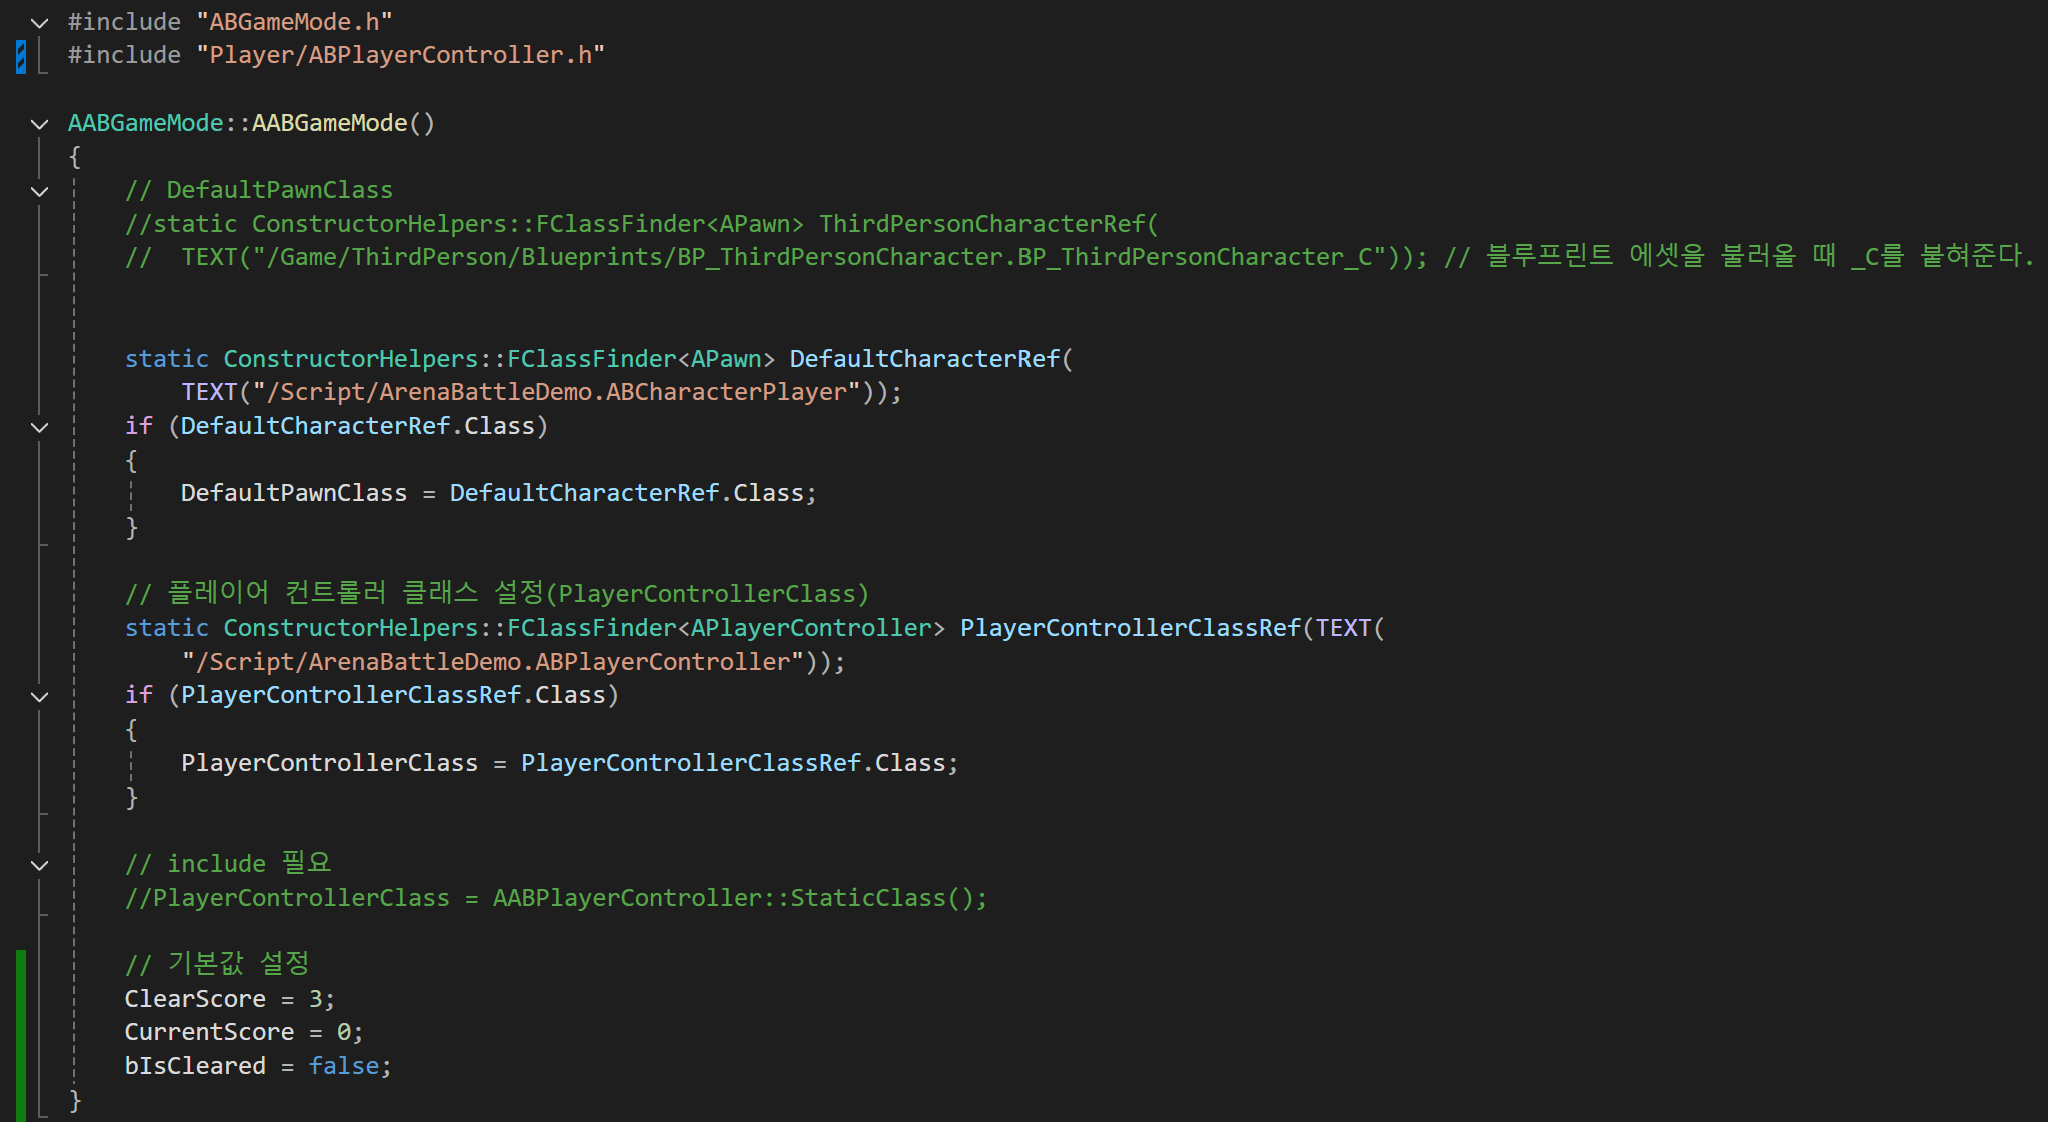 #include "ABGameMode.h"
#include "Player/ABPlayerController.h"
AABGameMode::AABGameMode()
{
// DefaultPawnClass
//static ConstructorHelpers::FClassFinder<APawn> ThirdPersonCharacterRef(
//  TEXT("/Game/ThirdPerson/Blueprints/BP_ThirdPersonCharacter.BP_ThirdPersonCharacter_C")); // 블루프린트 에셋을 불러올 때 _C를 붙혀준다.
static ConstructorHelpers::FClassFinder<APawn> DefaultCharacterRef(
TEXT("/Script/ArenaBattleDemo.ABCharacterPlayer"));
if (DefaultCharacterRef.Class)
{
DefaultPawnClass = DefaultCharacterRef.Class;
}
// 플레이어 컨트롤러 클래스 설정(PlayerControllerClass)
static ConstructorHelpers::FClassFinder<APlayerController> PlayerControllerClassRef(TEXT(
"/Script/ArenaBattleDemo.ABPlayerController"));
if (PlayerControllerClassRef.Class)
{
PlayerControllerClass = PlayerControllerClassRef.Class;
}
// include 필요
//PlayerControllerClass = AABPlayerController::StaticClass();
// 기본값 설정
ClearScore = 3;
CurrentScore = 0;
bIsCleared = false;
}